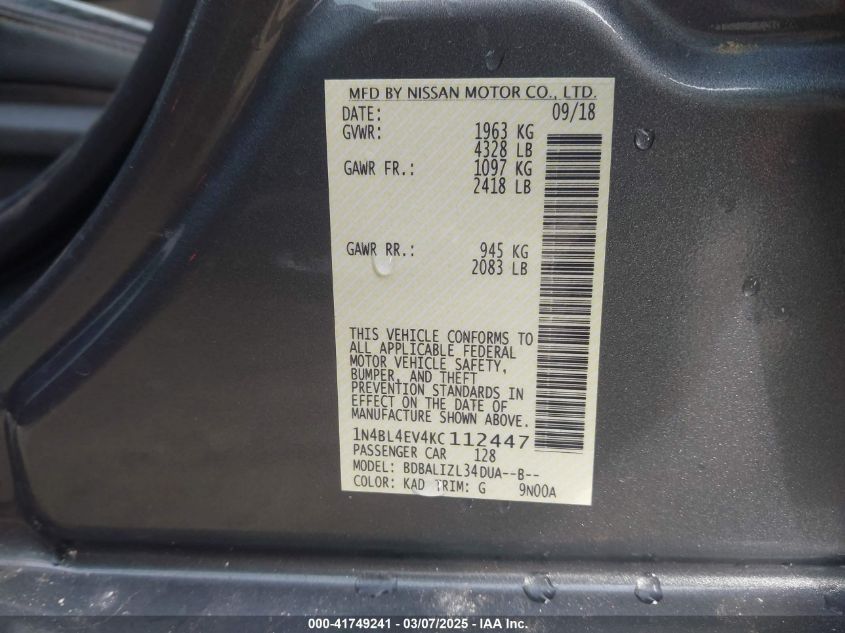 MFD BY NISSAN MOTOR CO., LTD.
DATE: 09/18
GVWR: 1963 KG
4328 LB
GAWR FR.: 1097 KG
2418 LB
GAWR RR.: 945 KG
2083 LB
THIS VEHICLE CONFORMS TO
ALL APPLICABLE FEDERAL
MOTOR VEHICLE SAFETY,
BUMPER, AND THEFT
PREVENTION STANDARDS IN
EFFECT ON THE DATE OF
MANUFACTURE SHOWN ABOVE.
1N4BL4EV4KC112447
PASSENGER CAR 128
MODEL: BDBALIZL34DUA--B--
COLOR: KAD TRIM: G 9N00A
000-41749241 - 03/07/2025 - IAA Inc.